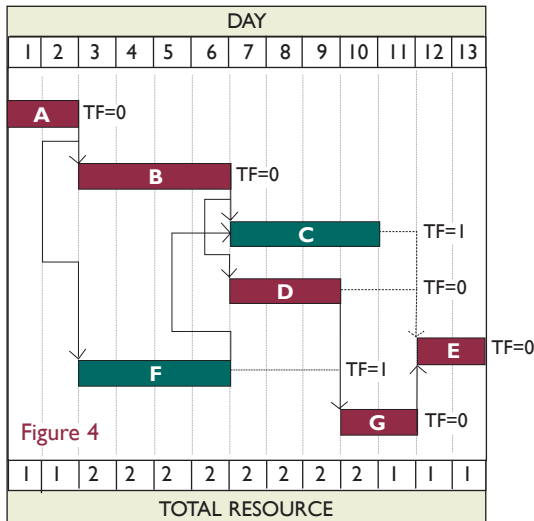 DAY
1 2 3 4 5 6 7 8 9 10 11 12 13
A TF=0
B TF=0
C TF=1
D TF=0
E TF=0
F TF=1
G TF=0
Figure 4
1 1 2 2 2 2 2 2 2 2 1 1 1
TOTAL RESOURCE